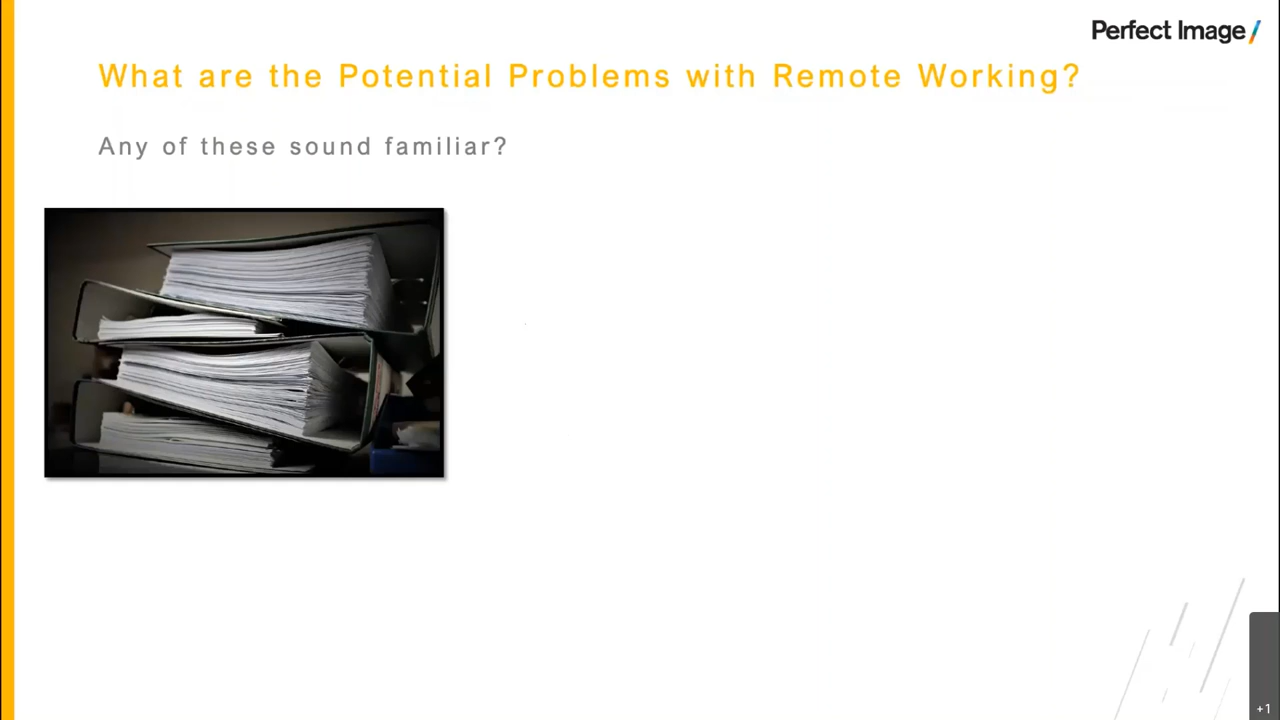 Perfect Image/
What are the Potential Problems with Remote Working?
Any of these sound familiar?
+1